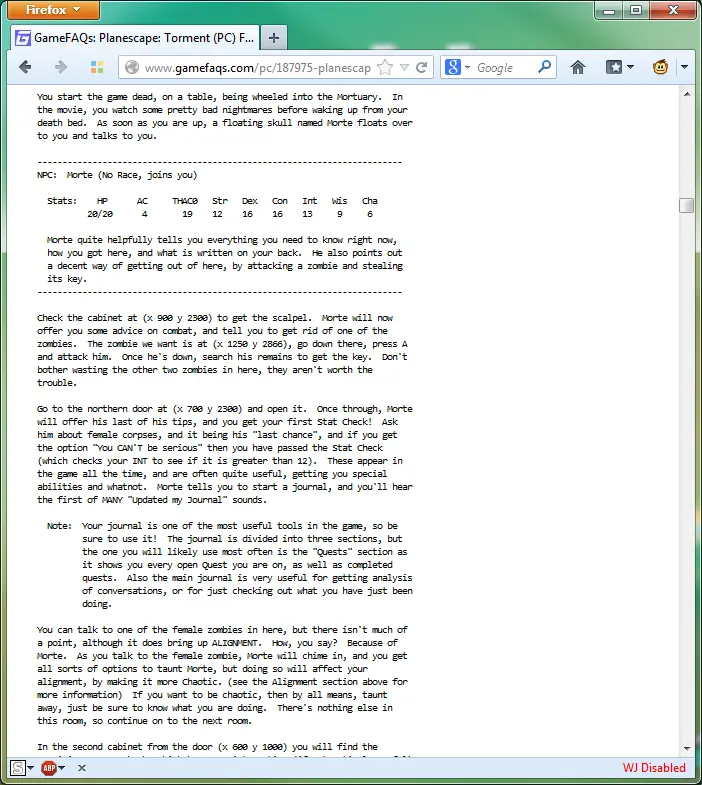 Firefox
GameFAQs: Planescape: Torment (PC) F...
www.gamefaqs.com/pc/187975-planescap
Google
You start the game dead, on a table, being wheeled into the Mortuary.  In
the movie, you watch some pretty bad nightmares before waking up from your
death bed.  As soon as you are up, a floating skull named Morte floats over
to you and talks to you.
-------------------------------------------------------------------------
NPC:  Morte (No Race, joins you)
Stats:    HP      AC     THAC0   Str   Dex   Con   Int   Wis   Cha
20/20      4       19    12    16    16    13     9     6
Morte quite helpfully tells you everything you need to know right now,
how you got here, and what is written on your back.  He also points out
a decent way of getting out of here, by attacking a zombie and stealing
its key.
-------------------------------------------------------------------------
Check the cabinet at (x 900 y 2300) to get the scalpel.  Morte will now
offer you some advice on combat, and tell you to get rid of one of the
zombies.  The zombie we want is at (x 1250 y 2866), go down there, press A
and attack him.  Once he's down, search his remains to get the key.  Don't
bother wasting the other two zombies in here, they aren't worth the
trouble.
Go to the northern door at (x 700 y 2300) and open it.  Once through, Morte
will offer his last of his tips, and you get your first Stat Check!  Ask
him about female corpses, and it being his "last chance", and if you get
the option "You CAN'T be serious" then you have passed the Stat Check
(which checks your INT to see if it is greater than 12).  These appear in
the game all the time, and are often quite useful, getting you special
abilities and whatnot.  Morte tells you to start a journal, and you'll hear
the first of MANY "Updated my Journal" sounds.
Note:  Your journal is one of the most useful tools in the game, so be
sure to use it!  The journal is divided into three sections, but
the one you will likely use most often is the "Quests" section as
it shows you every open Quest you are on, as well as completed
quests.  Also the main journal is very useful for getting analysis
of conversations, or for just checking out what you have just been
doing.
You can talk to one of the female zombies in here, but there isn't much of
a point, although it does bring up ALIGNMENT.  How, you say?  Because of
Morte.  As you talk to the female zombie, Morte will chime in, and you get
all sorts of options to taunt Morte, but doing so will affect your
alignment, by making it more Chaotic. (see the Alignment section above for
more information)  If you want to be chaotic, then by all means, taunt
away, just be sure to know what you are doing.  There's nothing else in
this room, so continue on to the next room.
In the second cabinet from the door (x 600 y 1000) you will find the
ABP
WJ Disabled